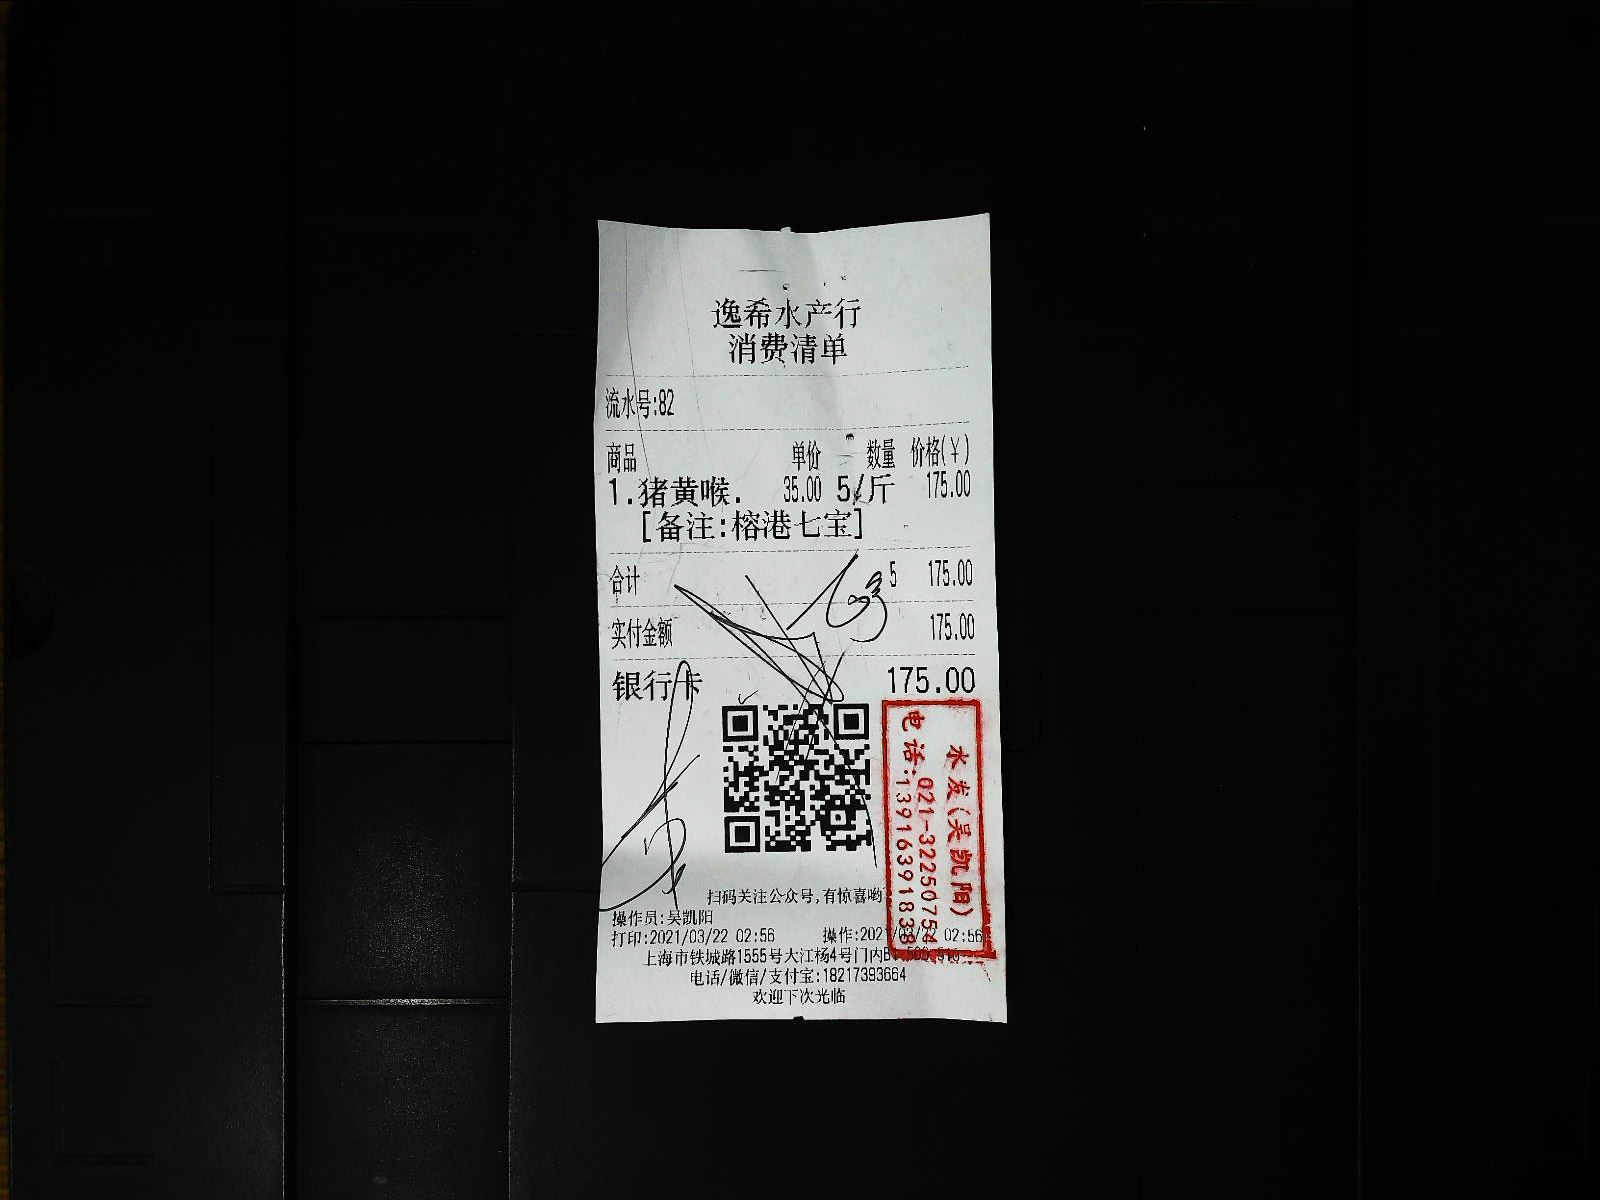 逸希水产行
消费清单
流水号:82
商品 单价 数量 价格(¥)
1.猪黄喉. 35.00 5/斤 175.00
[备注:榕港七宝]
合计 5 175.00
实付金额 175.00
银行卡 175.00
水发(吴凯阳)
021-32250754
电话:13916391838
扫码关注公众号,有惊喜哟
操作员:吴凯阳
打印:2021/03/22 02:56 操作:2021/03/22 02:56
上海市铁城路1555号大江杨4号门内
电话/微信/支付宝:18217393664
欢迎下次光临